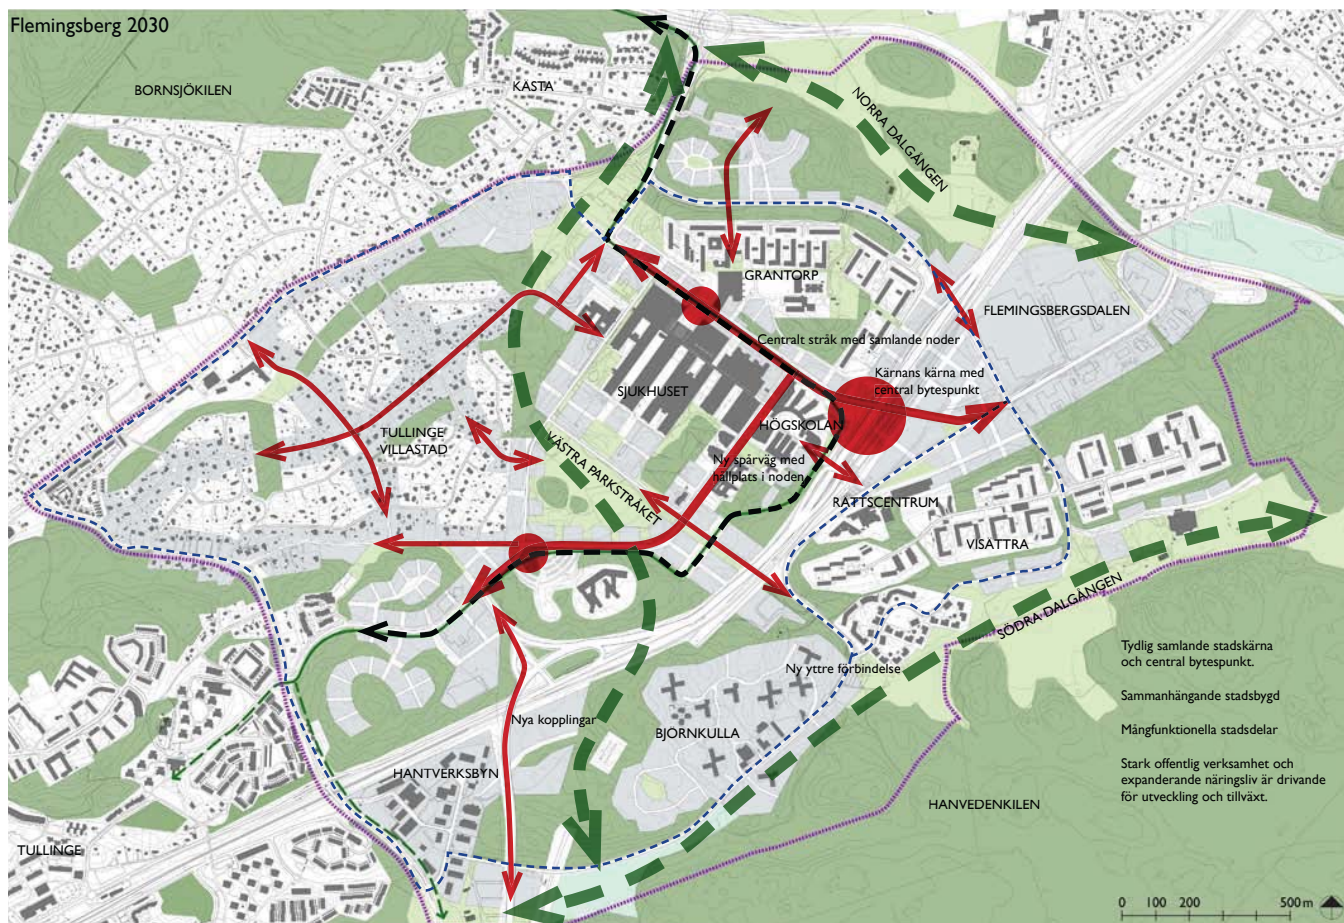 Flemingsberg 2030
BORNSJÖKILEN
KÄSTA
NORRA DALGÅNGEN
GRANTORP
FLEMINGSBERGSDALEN
Centralt stråk med samlande noder
Kärnans kärna med
central bytespunkt
SJUKHUSET
HÖGSKOLAN
TULLINGE
VILLASTAD
VÄSTRA PARKSTRÅKET
Ny spårväg med
hållplats i noden
RÄTTSCENTRUM
VISÄTTRA
SÖDRA DALGÅNGEN
Tydlig samlande stadskärna
och central bytespunkt.
Sammanhängande stadsbygd
Mångfunktionella stadsdelar
Stark offentlig verksamhet och
expanderande näringsliv är drivande
för utveckling och tillväxt.
Ny yttre förbindelse
Nya kopplingar
BJÖRNKULLA
HANTVERKSBYN
HANVEDENKILEN
TULLINGE
0 100 200 500 m